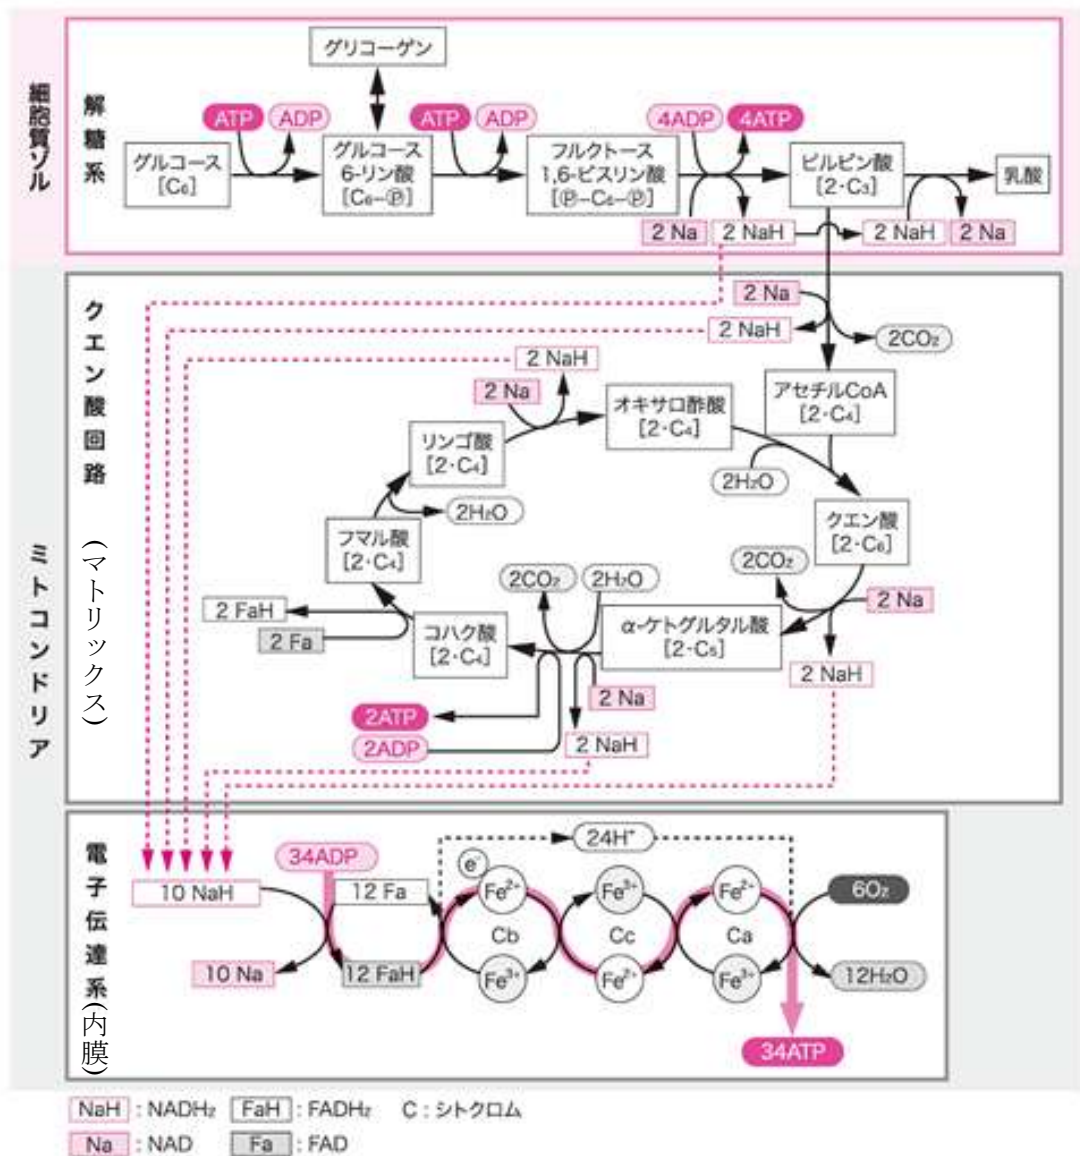 細胞質ゾル
解糖系
グリコーゲン
ATP
ADP
ATP
ADP
4ADP
4ATP
グルコース
[C₆]
グルコース
6-リン酸
[C₆-Ⓟ]
フルクトース
1,6-ビスリン酸
[Ⓟ-C₆-Ⓟ]
ピルビン酸
[2・C₃]
乳酸
2 Na
2 NaH
2 NaH
2 Na
ミトコンドリア
クエン酸回路
(マトリックス)
2 Na
2 NaH
2CO₂
2 NaH
2 Na
オキサロ酢酸
[2・C₄]
アセチルCoA
[2・C₄]
リンゴ酸
[2・C₄]
2H₂O
2H₂O
フマル酸
[2・C₄]
クエン酸
[2・C₆]
2CO₂
2CO₂
2H₂O
2 Na
2 FaH
2 Fa
コハク酸
[2・C₄]
α-ケトグルタル酸
[2・C₅]
2 NaH
2 Na
2ATP
2ADP
2 NaH
電子伝達系(内膜)
24H⁺
34ADP
e⁻
10 NaH
12 Fa
Fe²⁺
Fe³⁺
Fe²⁺
6O₂
Cb
Cc
Ca
10 Na
12 FaH
Fe³⁺
Fe²⁺
Fe³⁺
12H₂O
34ATP
NaH : NADH₂
FaH : FADH₂
C : シトクロム
Na : NAD
Fa : FAD